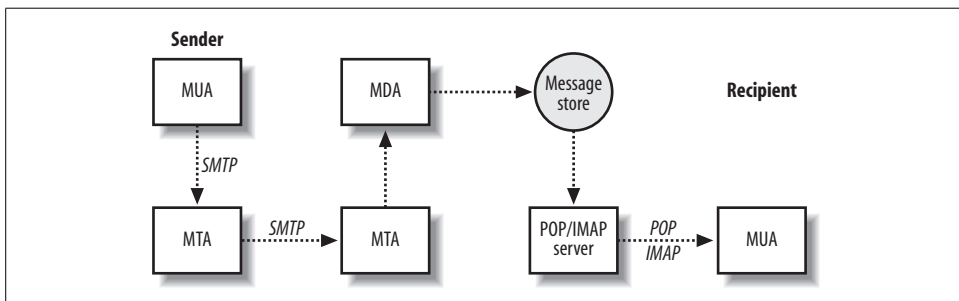 Sender
MUA
MDA
Message
store
Recipient
SMTP
MTA
SMTP
MTA
POP/IMAP
server
POP
IMAP
MUA